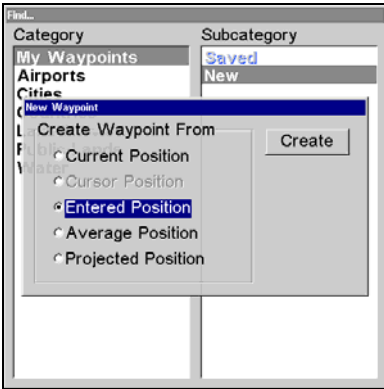 Find...
Category Subcategory
My Waypoints Saved
Airports New
Cities
New Waypoint
Create Waypoint From
Create
Current Position
Cursor Position
Entered Position
Average Position
Projected Position
Water